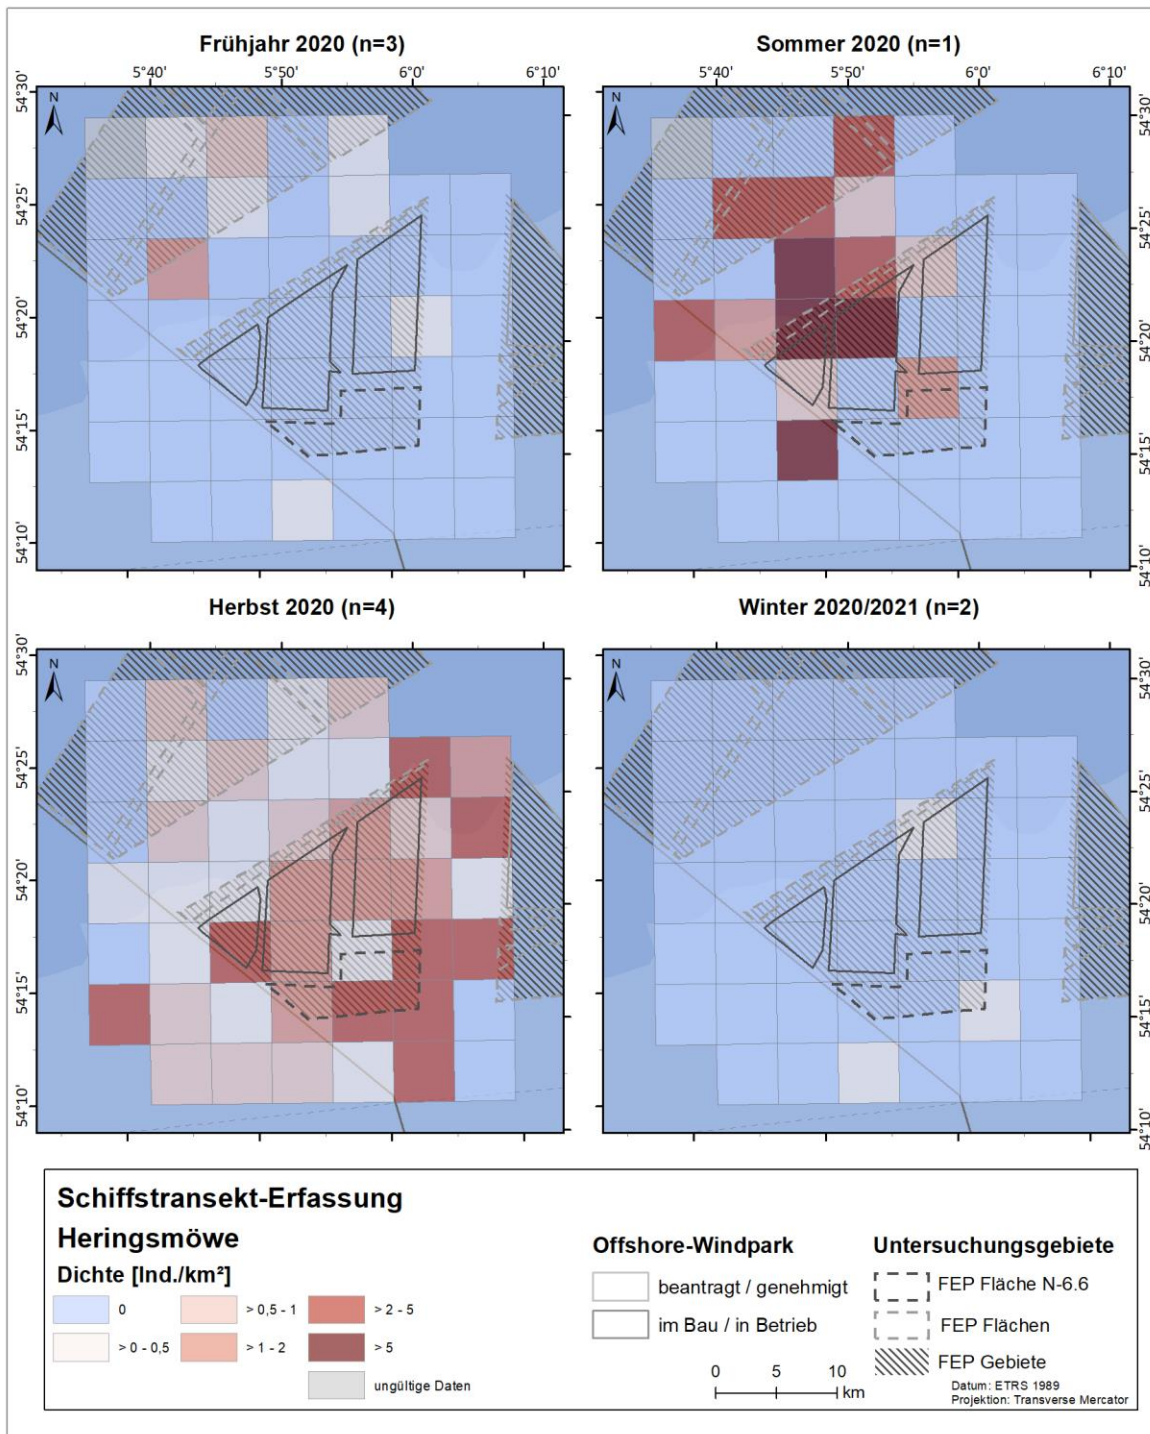 Frühjahr 2020 (n=3)
Sommer 2020 (n=1)
5°40' 5°50' 6°0' 6°10'
5°40' 5°50' 6°0' 6°10'
N
N
54°30'
54°25'
54°20'
54°15'
54°10'
54°30'
54°25'
54°20'
54°15'
54°10'
Herbst 2020 (n=4)
Winter 2020/2021 (n=2)
N
N
54°30'
54°25'
54°20'
54°15'
54°10'
54°30'
54°25'
54°20'
54°15'
54°10'
Schiffstransekt-Erfassung
Heringsmöwe
Dichte [Ind./km²]
0
> 0 - 0,5
> 0,5 - 1
> 1 - 2
> 2 - 5
> 5
ungültige Daten
Offshore-Windpark
beantragt / genehmigt
im Bau / in Betrieb
0 5 10
km
Untersuchungsgebiete
FEP Fläche N-6.6
FEP Flächen
FEP Gebiete
Datum: ETRS 1989
Projektion: Transverse Mercator